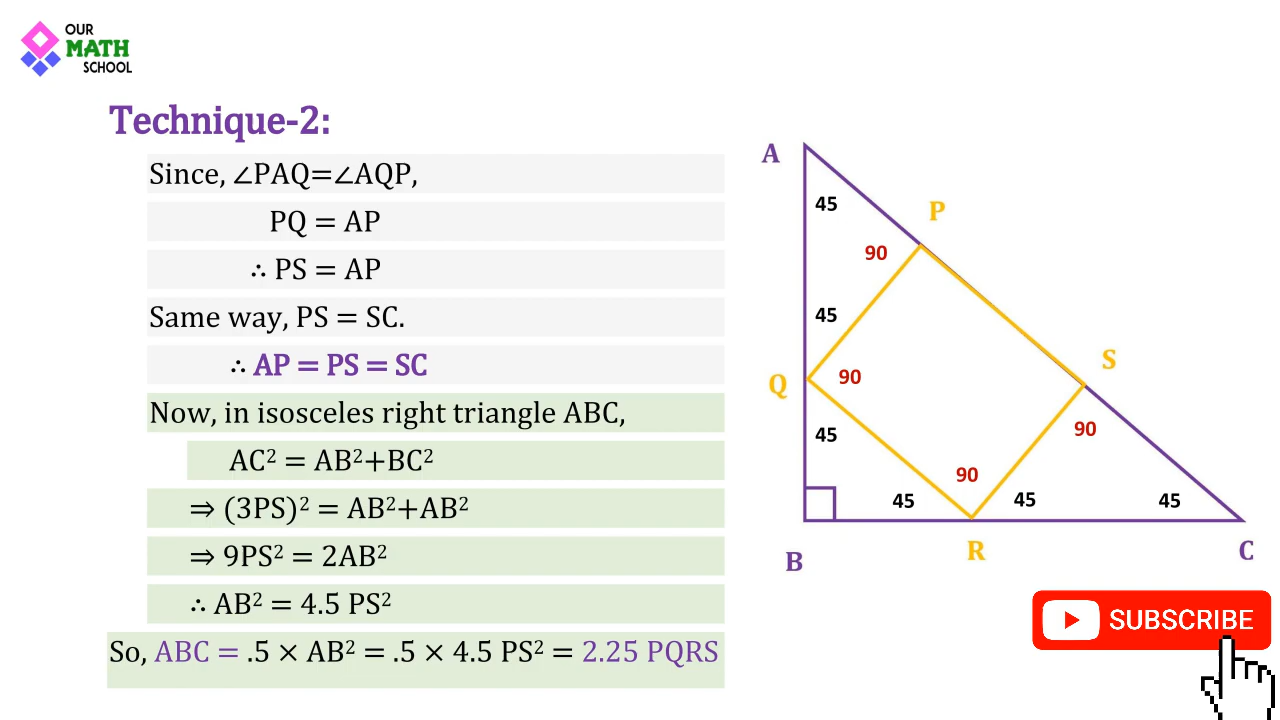 OUR
MATH
SCHOOL
Technique-2:
Since, ∠PAQ=∠AQP,
PQ = AP
∴ PS = AP
Same way, PS = SC.
∴ AP = PS = SC
Now, in isosceles right triangle ABC,
AC² = AB²+BC²
⇒ (3PS)² = AB²+AB²
⇒ 9PS² = 2AB²
∴ AB² = 4.5 PS²
So, ABC = .5 × AB² = .5 × 4.5 PS² = 2.25 PQRS
A
45
P
90
45
S
Q
90
90
45
90
45
45
45
B
R
C
SUBSCRIBE